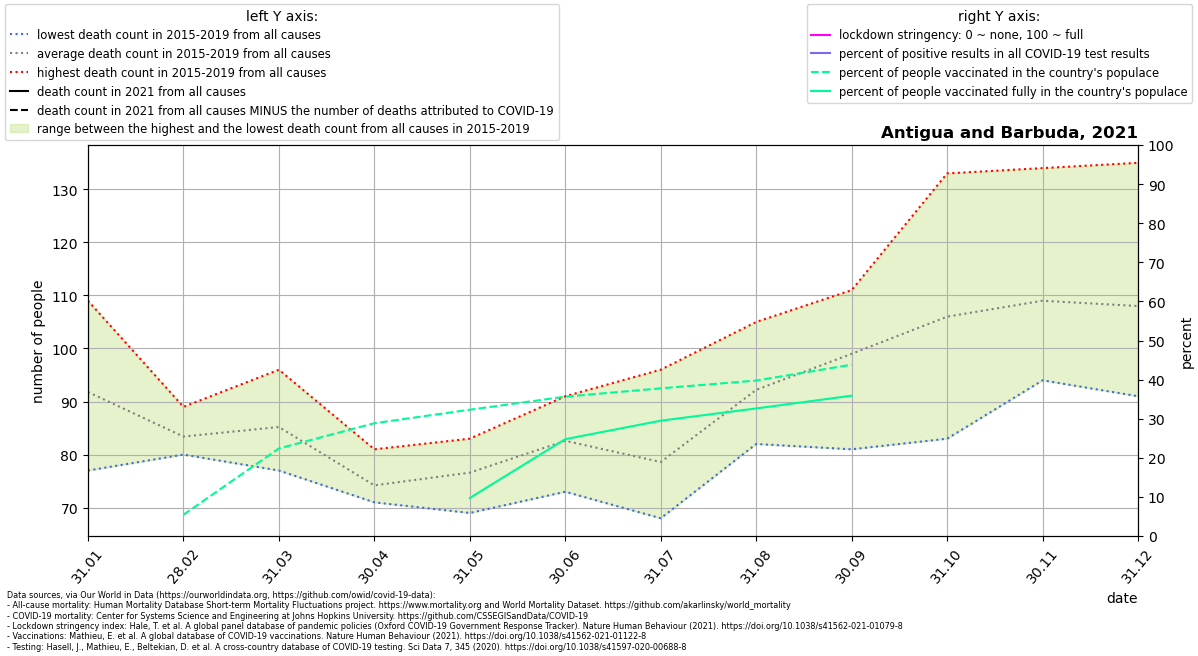 left Y axis:
lowest death count in 2015-2019 from all causes
average death count in 2015-2019 from all causes
highest death count in 2015-2019 from all causes
death count in 2021 from all causes
death count in 2021 from all causes MINUS the number of deaths attributed to COVID-19
range between the highest and the lowest death count from all causes in 2015-2019
right Y axis:
lockdown stringency: 0 ~ none, 100 ~ full
percent of positive results in all COVID-19 test results
percent of people vaccinated in the country's populace
percent of people vaccinated fully in the country's populace
Antigua and Barbuda, 2021
number of people
130
120
110
100
90
80
70
100
90
80
70
60
50
40
30
20
10
0
percent
31.01
28.02
31.03
30.04
31.05
30.06
31.07
31.08
30.09
31.10
30.11
31.12
date
Data sources, via Our World in Data (https://ourworldindata.org, https://github.com/owid/covid-19-data):
- All-cause mortality: Human Mortality Database Short-term Mortality Fluctuations project. https://www.mortality.org and World Mortality Dataset. https://github.com/akarlinsky/world_mortality
- COVID-19 mortality: Center for Systems Science and Engineering at Johns Hopkins University. https://github.com/CSSEGISandData/COVID-19
- Lockdown stringency index: Hale, T. et al. A global panel database of pandemic policies (Oxford COVID-19 Government Response Tracker). Nature Human Behaviour (2021). https://doi.org/10.1038/s41562-021-01079-8
- Vaccinations: Mathieu, E. et al. A global database of COVID-19 vaccinations. Nature Human Behaviour (2021). https://doi.org/10.1038/s41562-021-01122-8
- Testing: Hasell, J., Mathieu, E., Beltekian, D. et al. A cross-country database of COVID-19 testing. Sci Data 7, 345 (2020). https://doi.org/10.1038/s41597-020-00688-8